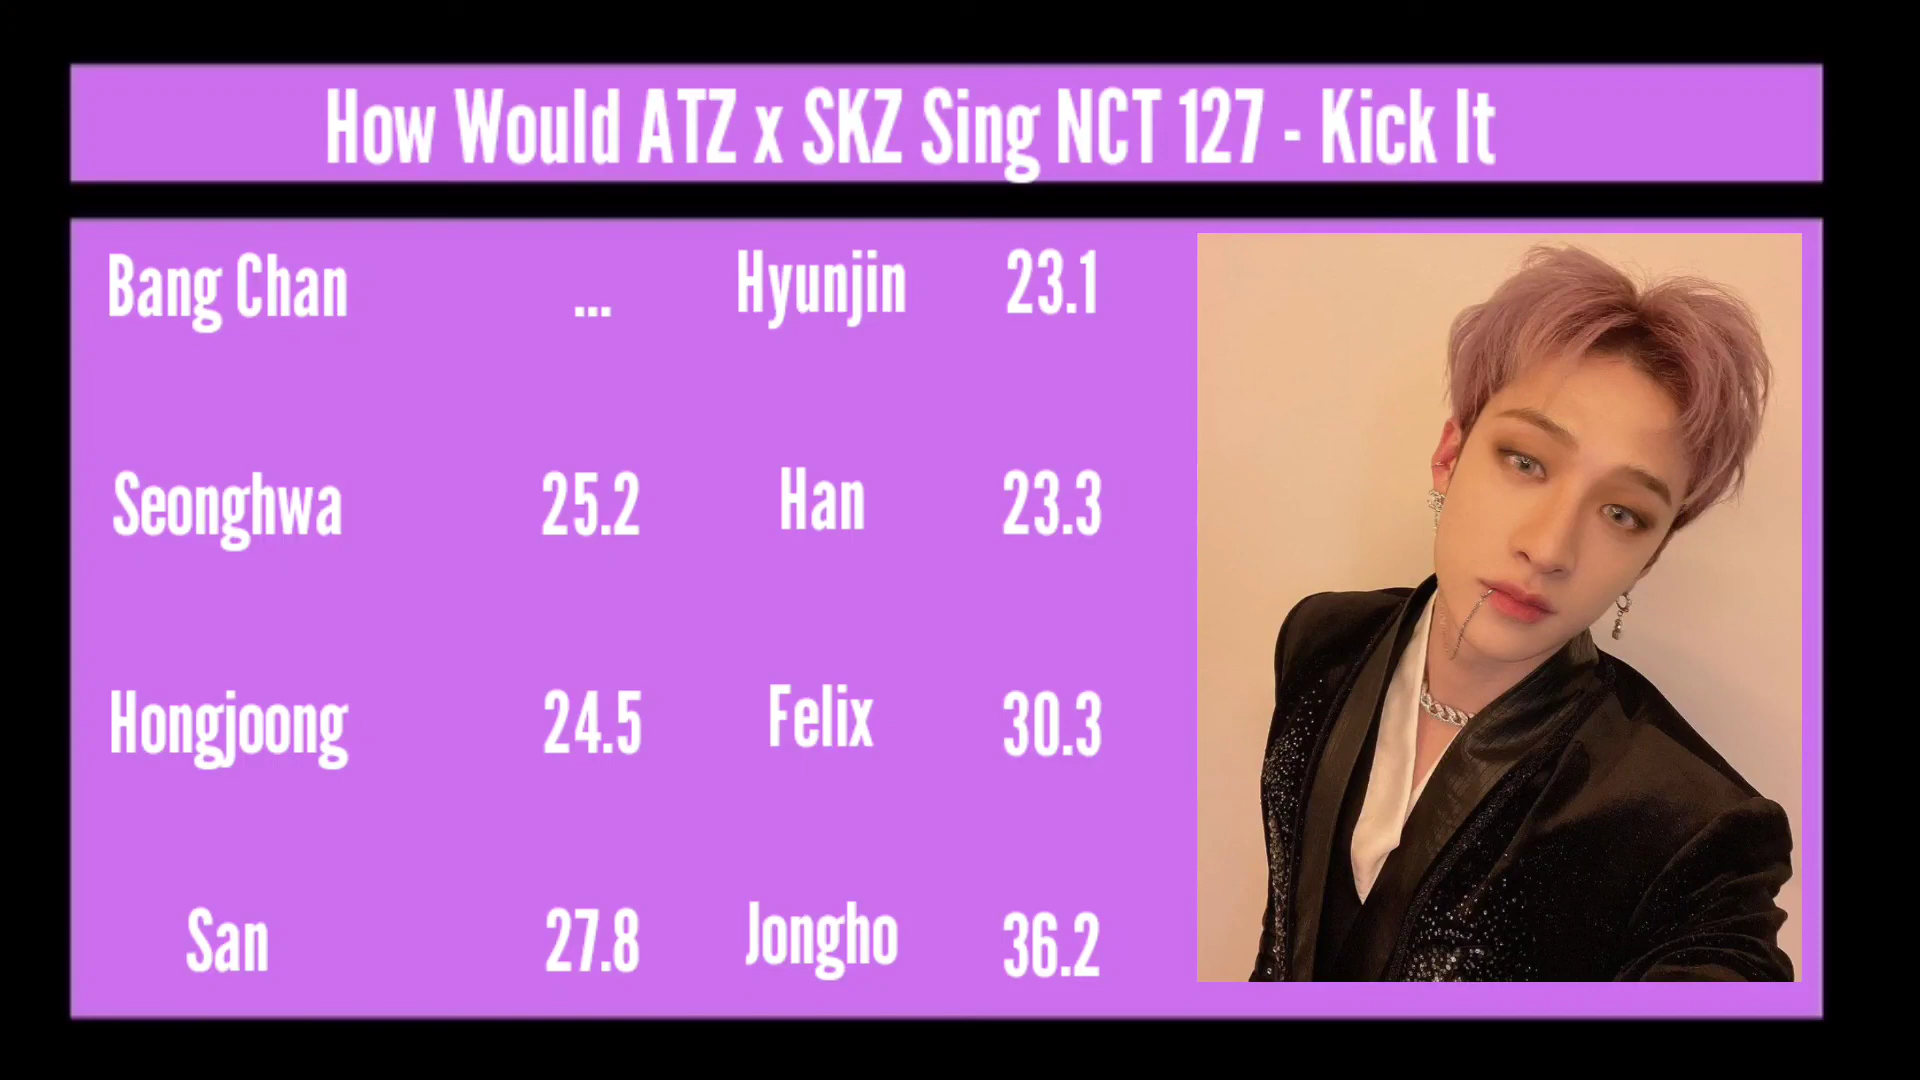 How Would ATZ x SKZ Sing NCT 127 - Kick It
Bang Chan ... Hyunjin 23.1
Seonghwa 25.2 Han 23.3
Hongjoong 24.5 Felix 30.3
San 27.8 Jongho 36.2